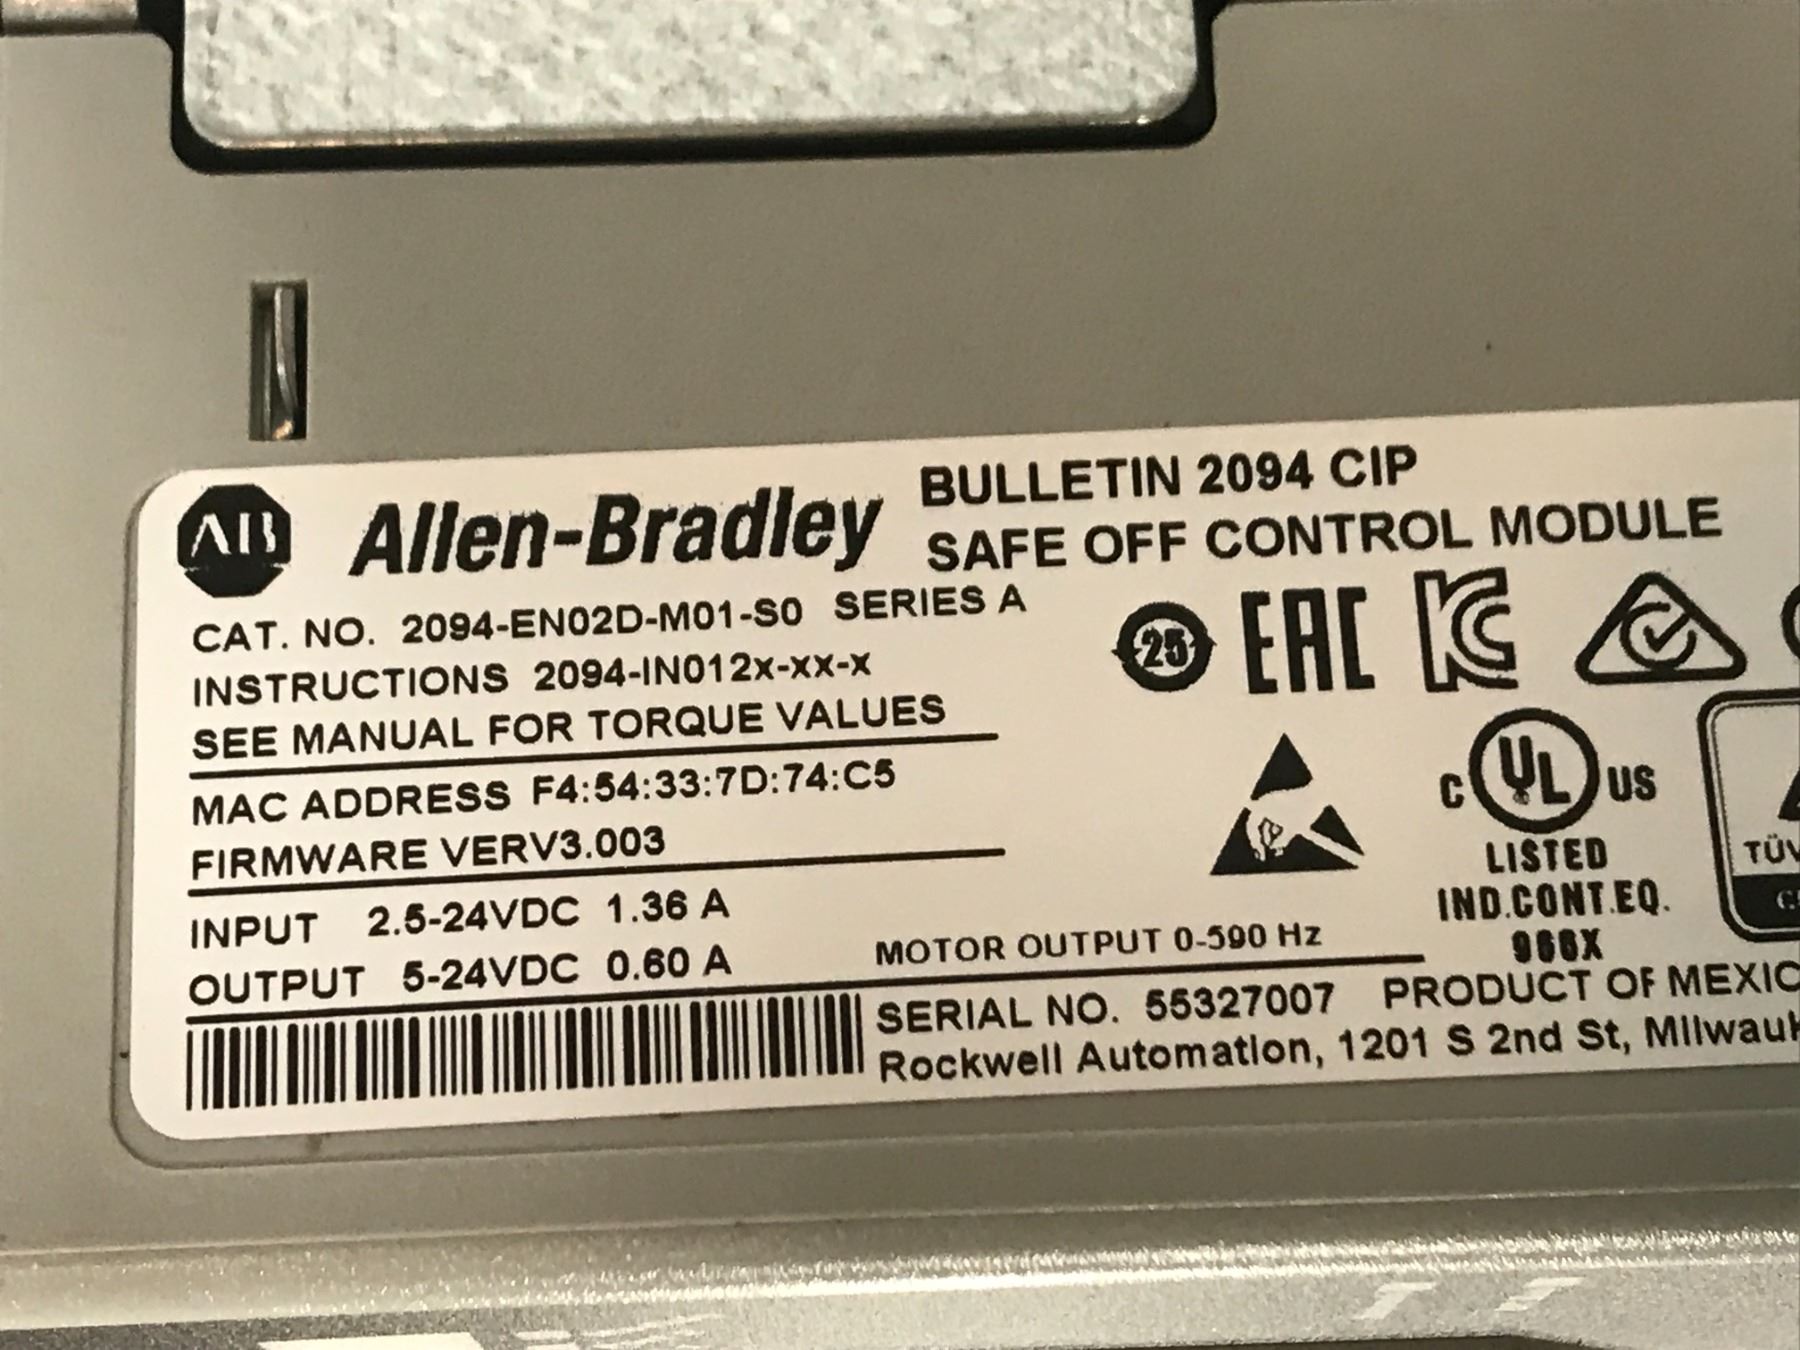 AB Allen-Bradley
BULLETIN 2094 CIP
SAFE OFF CONTROL MODULE
CAT. NO. 2094-EN02D-M01-S0 SERIES A
INSTRUCTIONS 2094-IN012x-xx-x
SEE MANUAL FOR TORQUE VALUES
25 EAC KC
MAC ADDRESS F4:54:33:7D:74:C5
FIRMWARE VERV3.003
C UL US
LISTED
IND.CONT.EQ.
966X
TÜV
INPUT 2.5-24VDC 1.36 A
OUTPUT 5-24VDC 0.60 A
MOTOR OUTPUT 0-590 Hz
SERIAL NO. 55327007 PRODUCT OF MEXIC
Rockwell Automation, 1201 S 2nd St, Milwauk